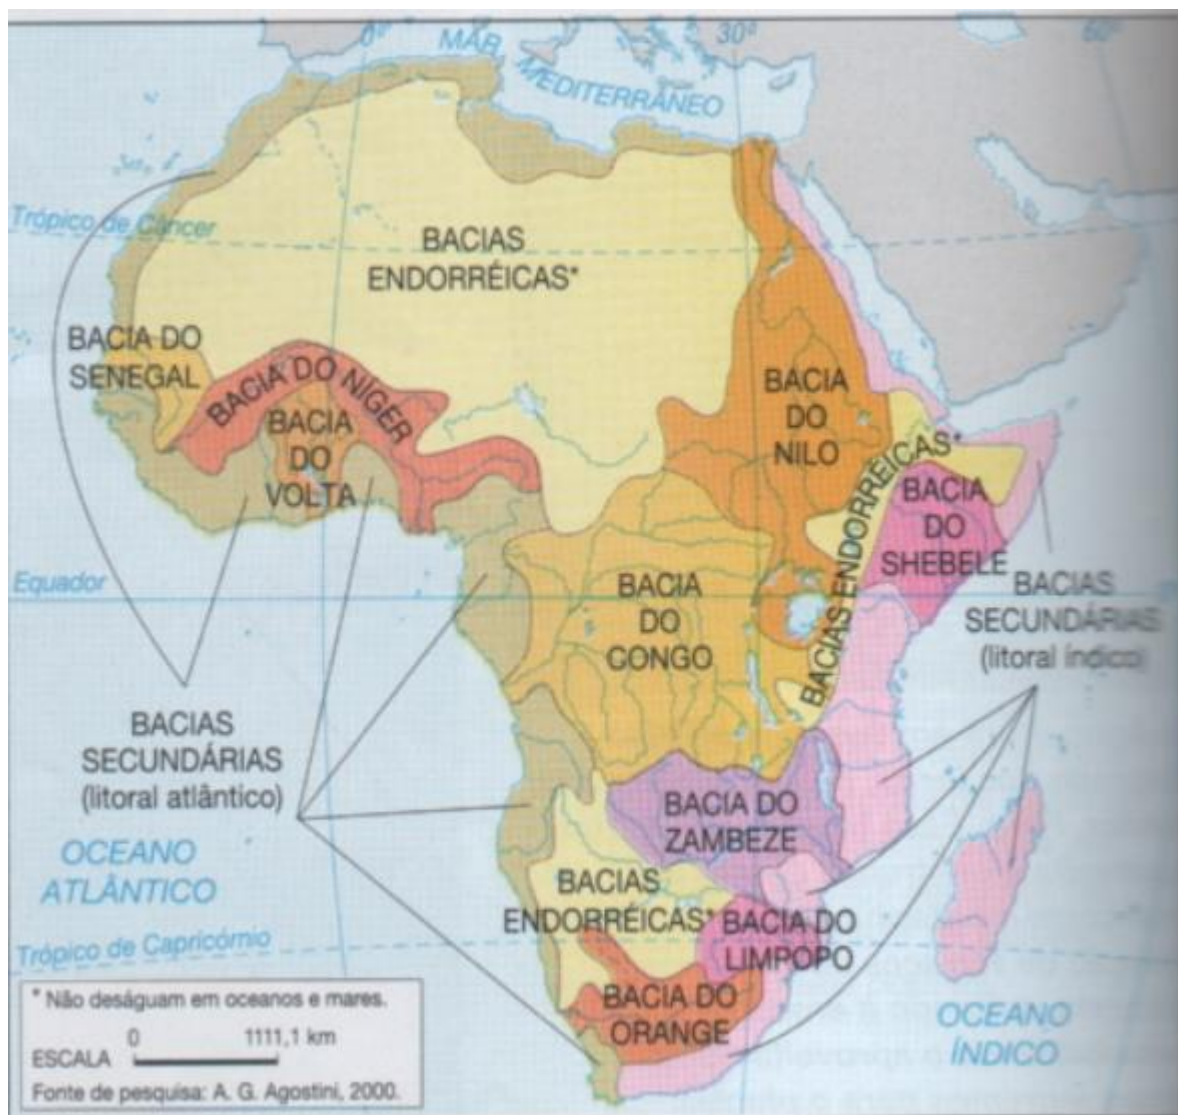 0º
30º
60º
MAR
MEDITERRÂNEO
Trópico de Câncer
BACIAS
ENDORRÉICAS*
BACIA DO
SENEGAL
BACIA DO NÍGER
BACIA
DO
VOLTA
BACIA
DO
NILO
BACIAS ENDORRÉICAS*
BACIA
DO
SHEBELE
Equador
BACIA
DO
CONGO
BACIAS
SECUNDÁRIAS
(litoral índico)
BACIAS
SECUNDÁRIAS
(litoral atlântico)
BACIA DO
ZAMBEZE
OCEANO
ATLÂNTICO
BACIAS
ENDORRÉICAS*
BACIA DO
LIMPOPO
Trópico de Capricórnio
BACIA DO
ORANGE
OCEANO
ÍNDICO
* Não deságuam em oceanos e mares.
0 1111,1 km
ESCALA
Fonte de pesquisa: A. G. Agostini, 2000.